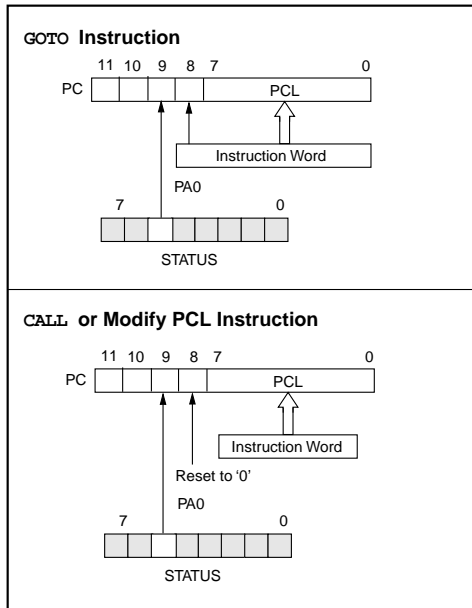 GOTO Instruction
11 10 9 8 7 0
PC PCL
Instruction Word
PA0
7 0
STATUS
CALL or Modify PCL Instruction
11 10 9 8 7 0
PC PCL
Instruction Word
Reset to ‘0’
PA0
7 0
STATUS